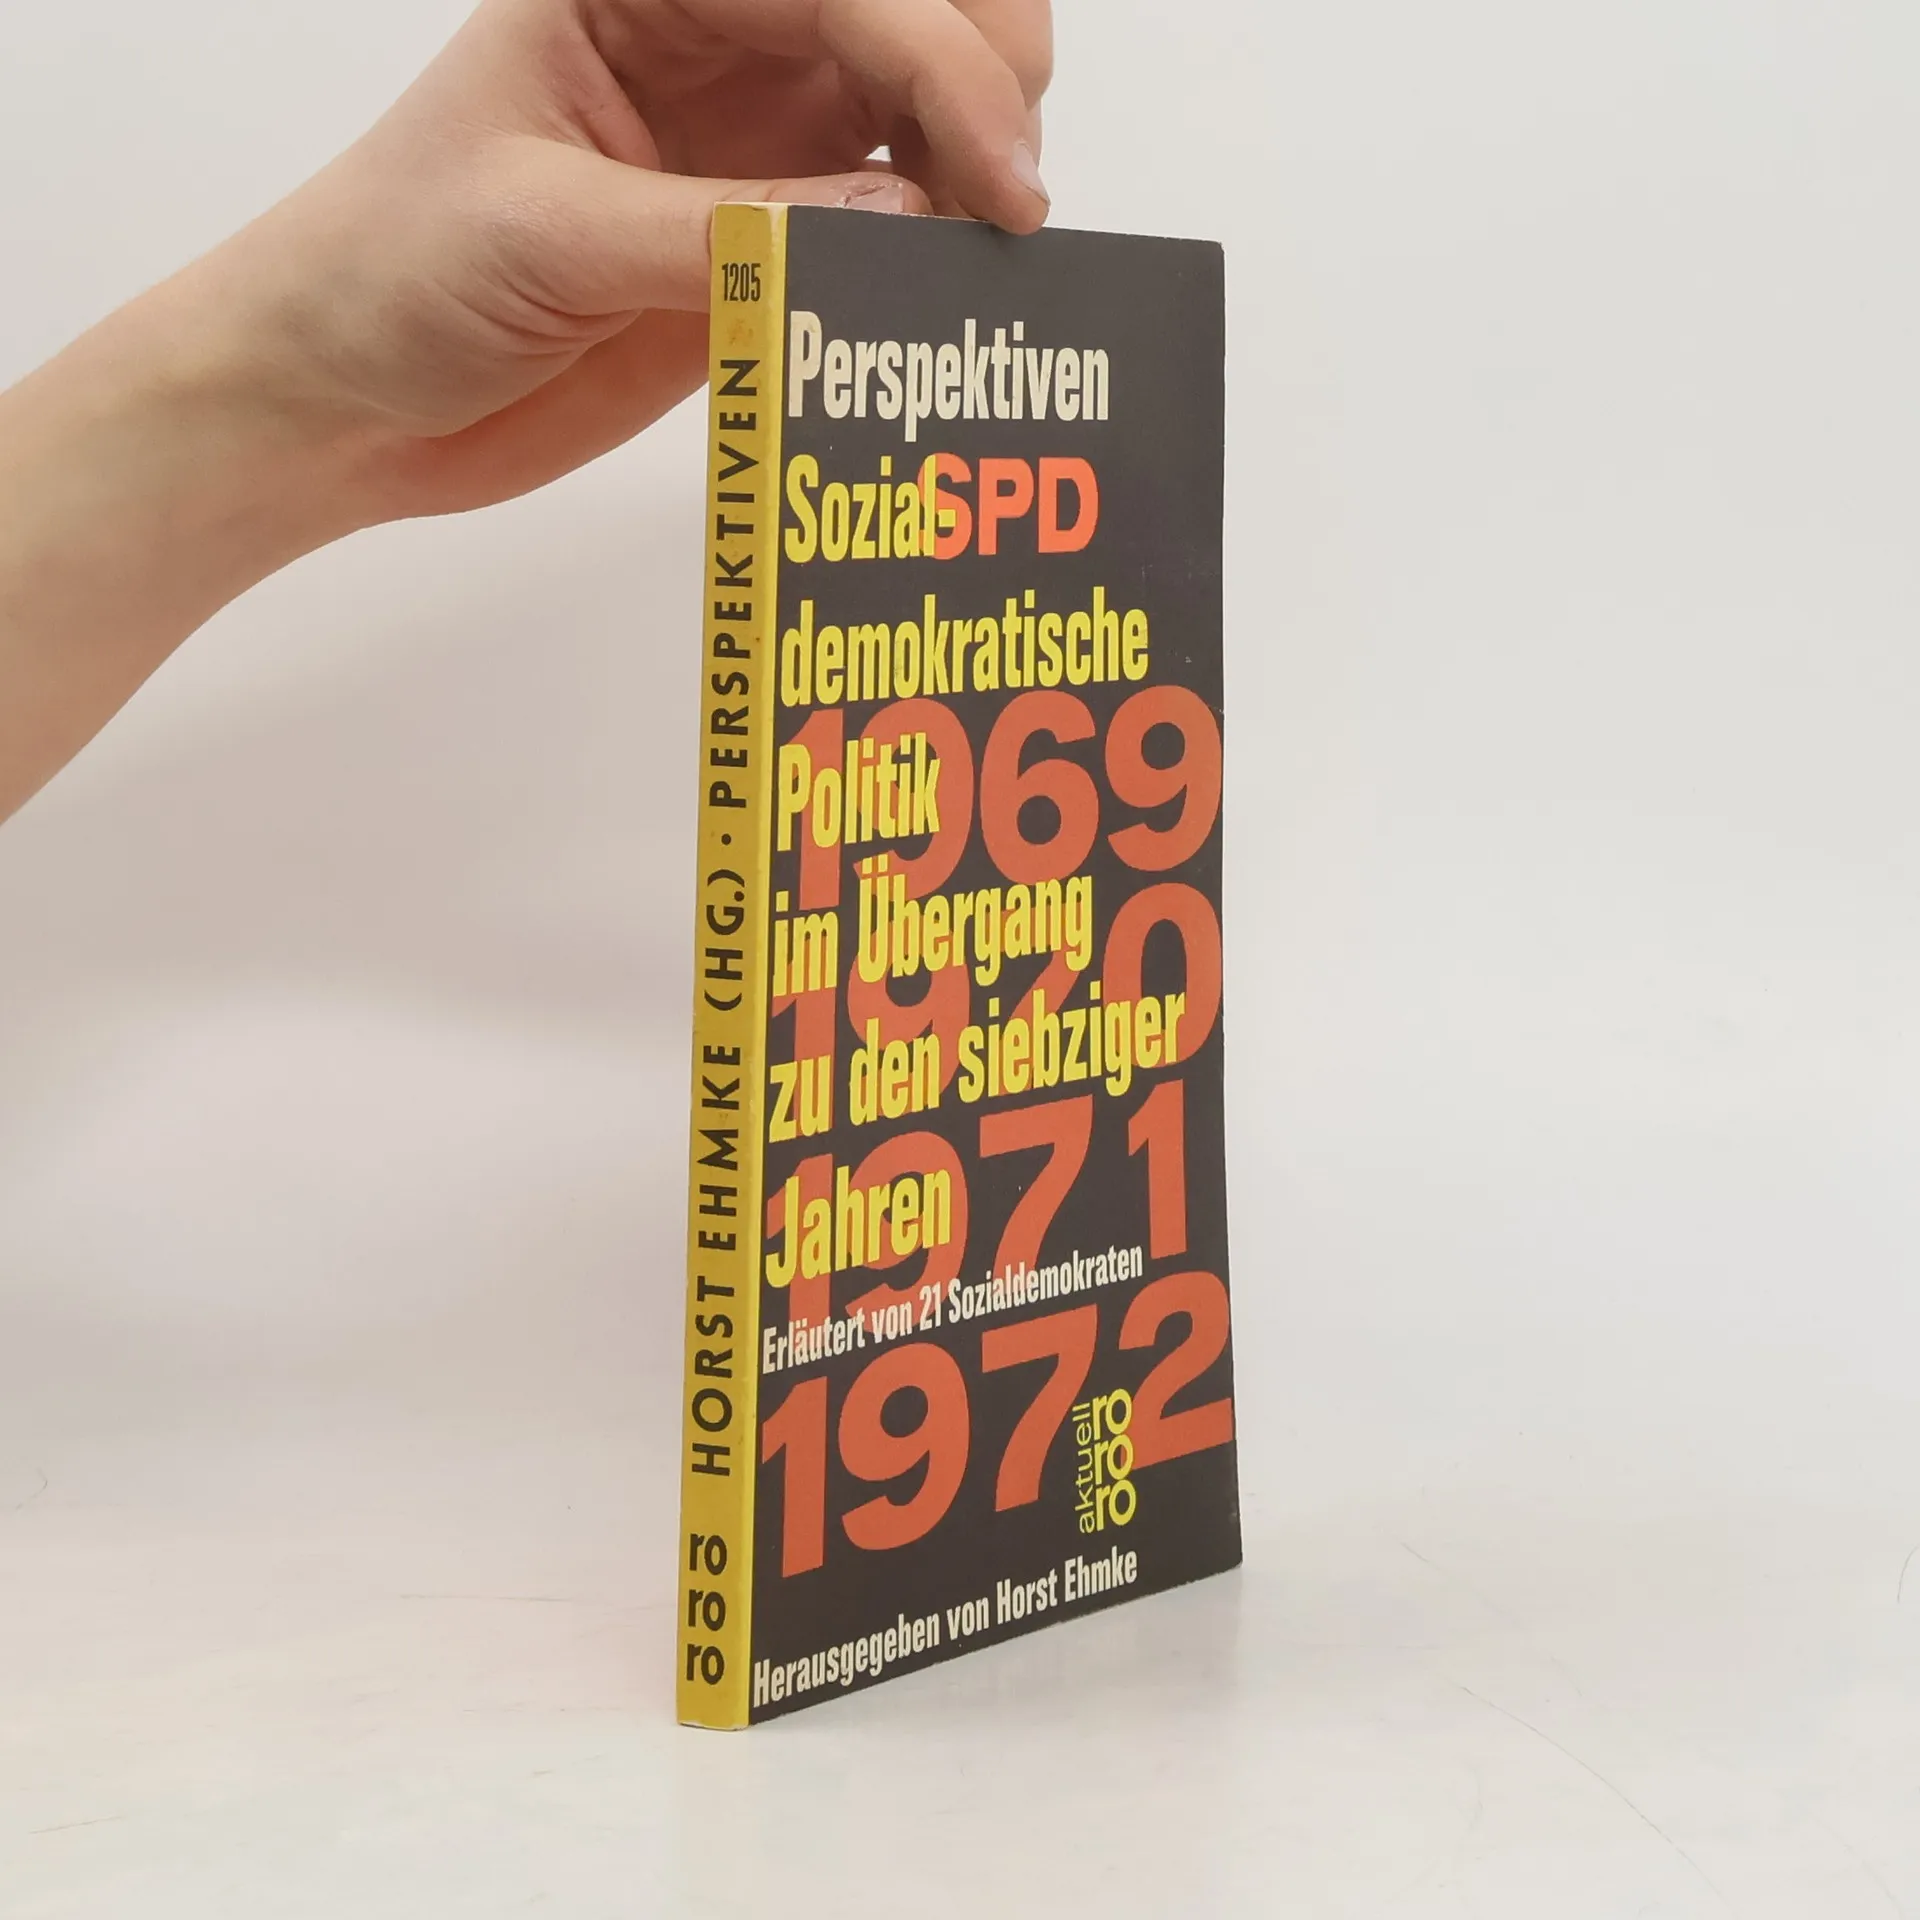 1205
HORST EHMKE (HG.) · PERSPEKTIVEN
ro
ro
ro
Perspektiven
Sozial-
SPD
demokratische
1969
Politik
im Übergang
1970
zu den siebziger
1971
Jahren
Erläutert von 21 Sozialdemokraten
1972
aktuell
ro
ro
ro
Herausgegeben von Horst Ehmke